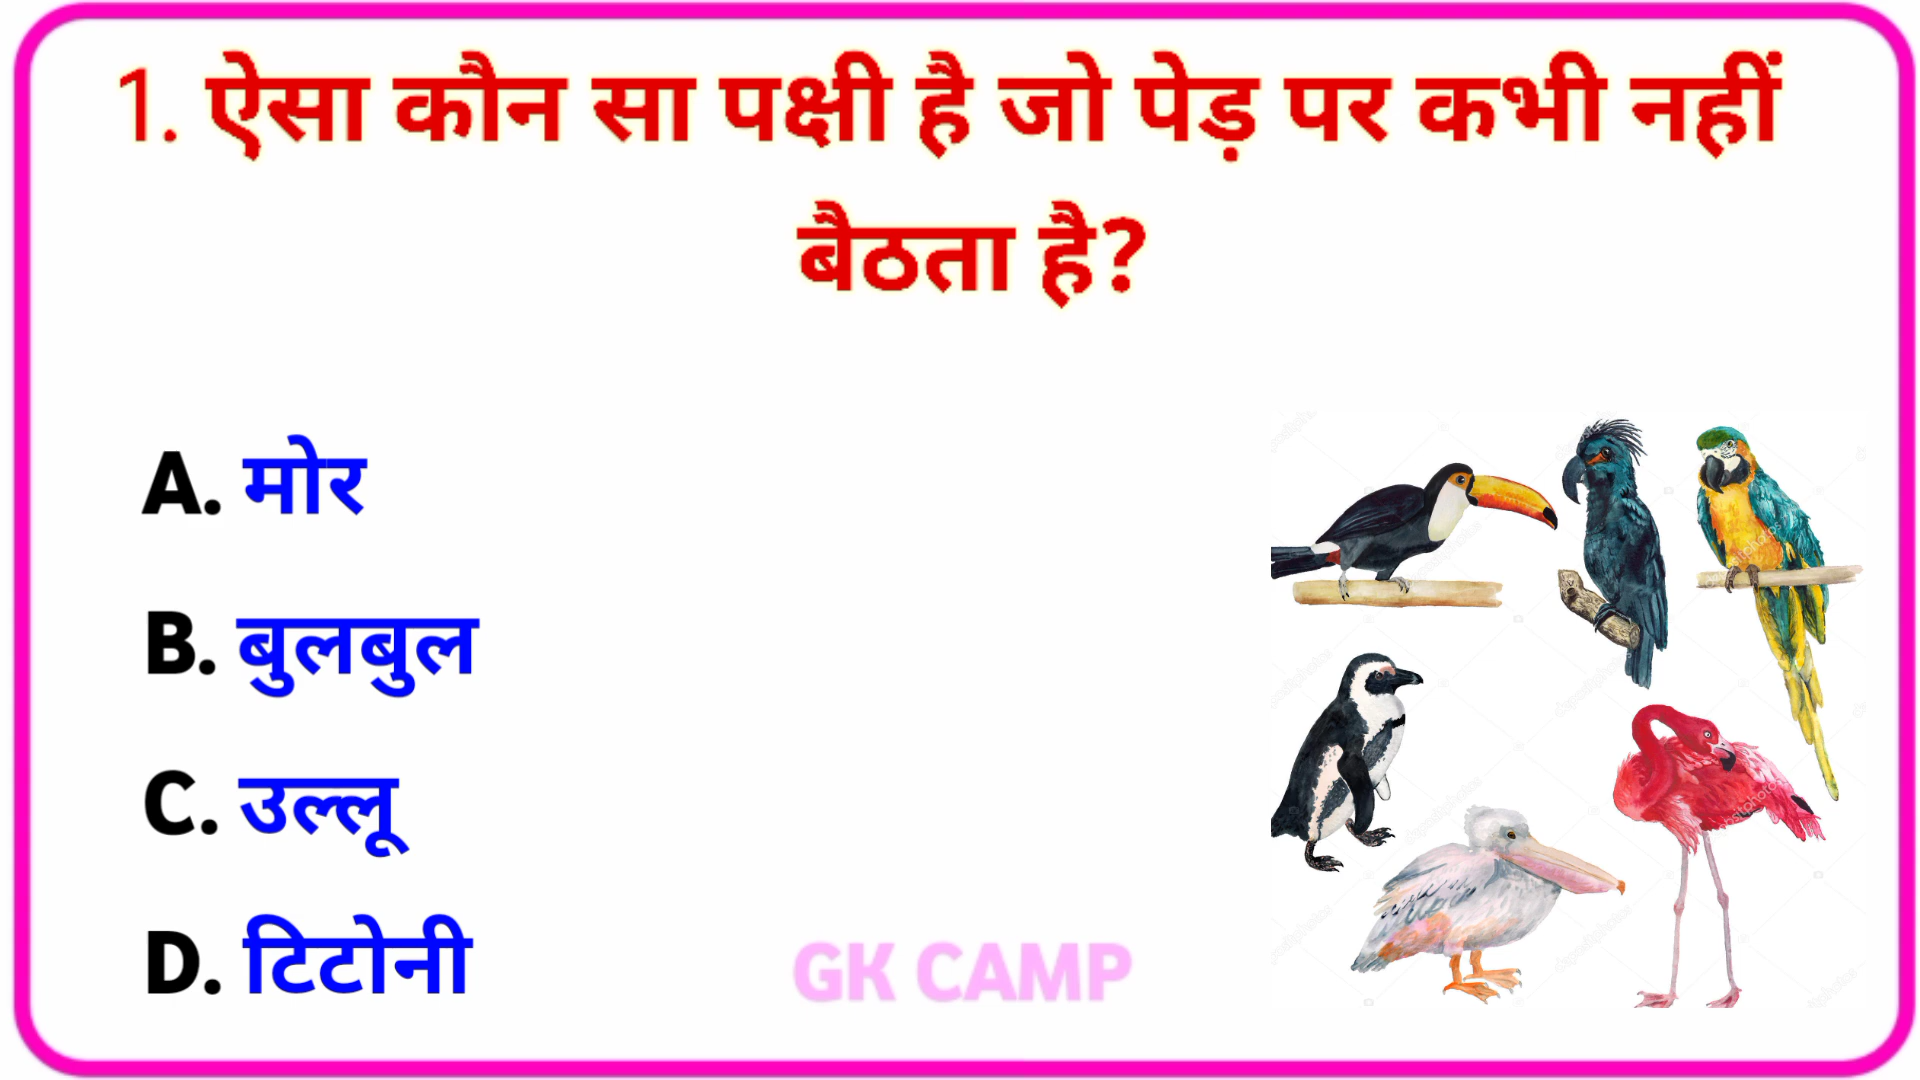 1. ऐसा कौन सा पक्षी है जो पेड़ पर कभी नहीं
बैठता है?
A. मोर
B. बुलबुल
C. उल्लू
D. टिटोनी
GK CAMP